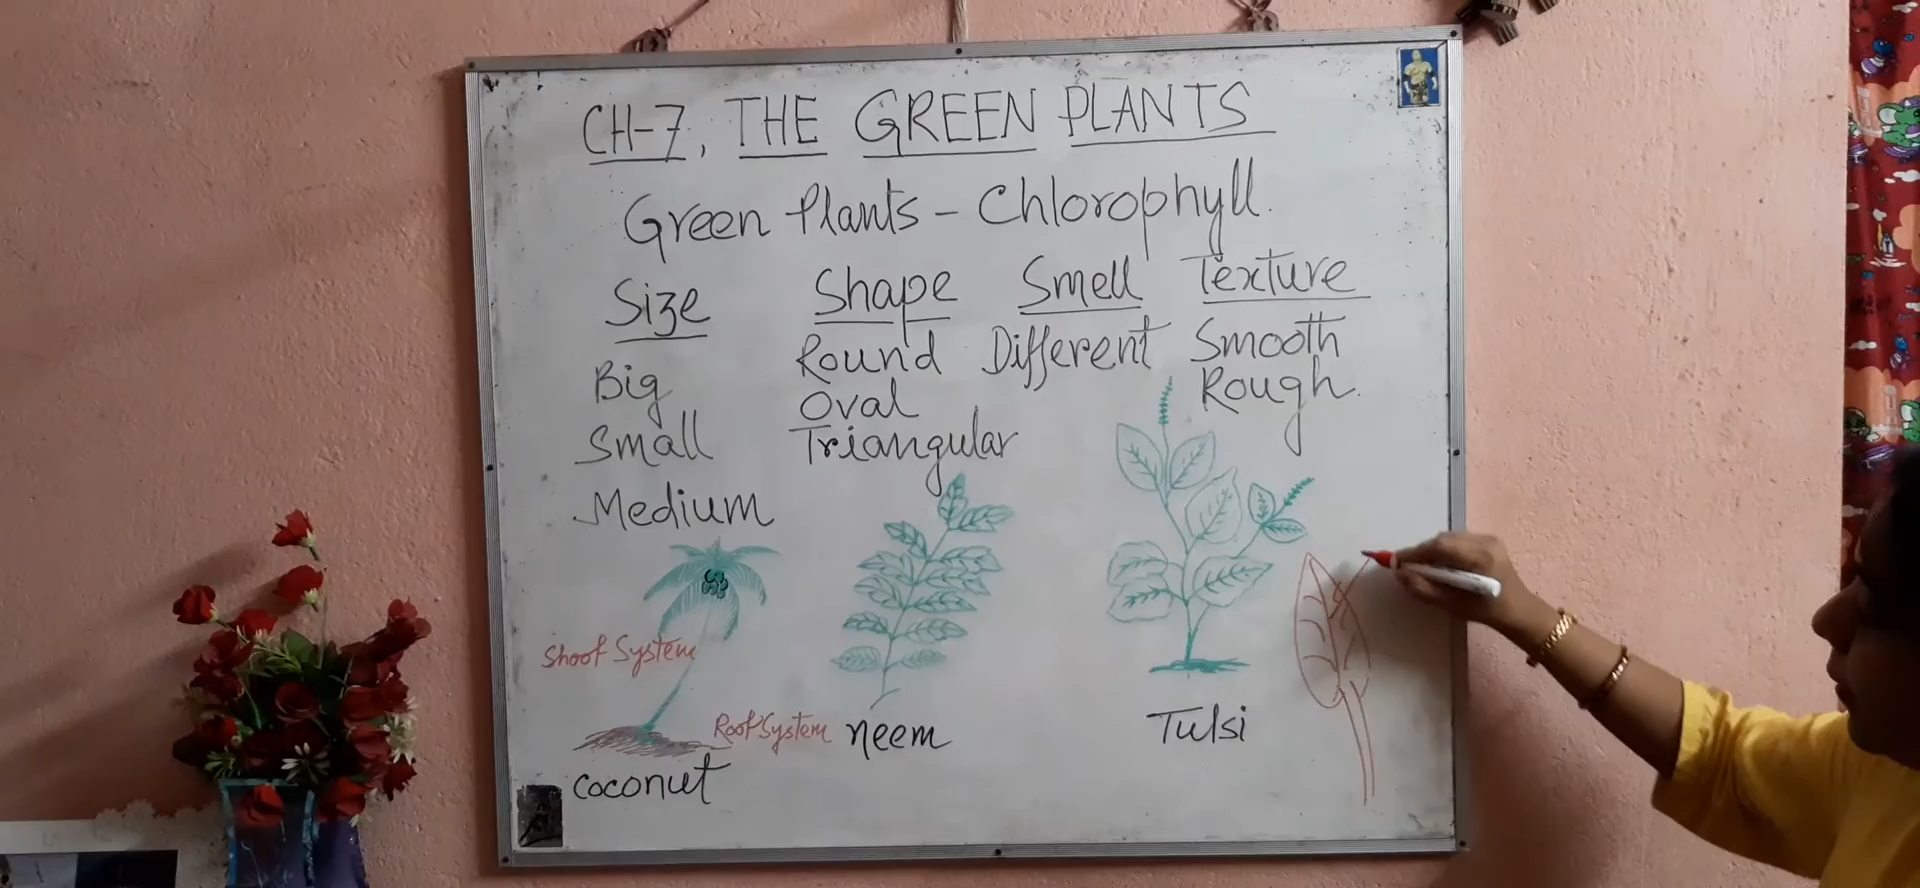 CH-7, THE GREEN PLANTS
Green Plants - Chlorophyll.
Size Shape Smell Texture
Big Round Different Smooth
Small Oval Rough.
Medium Triangular
Shoot System
Root System
coconut neem Tulsi